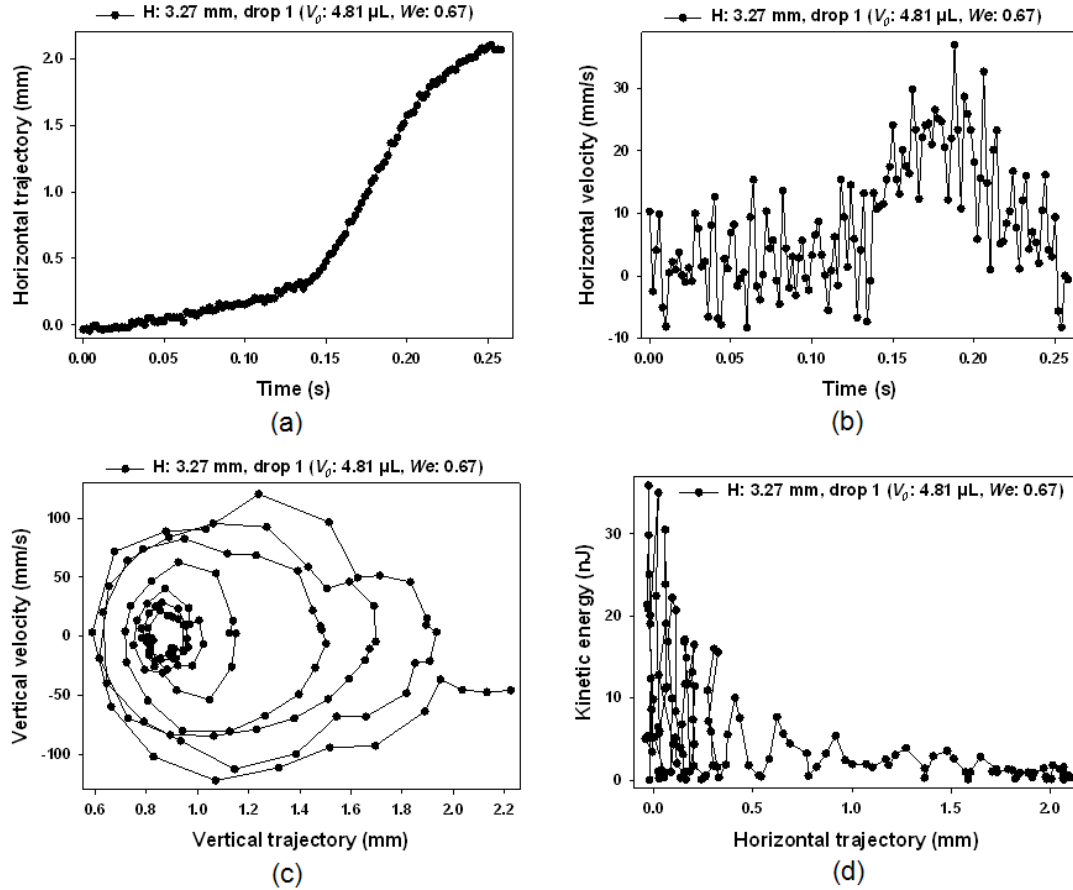 H: 3.27 mm, drop 1 (V₀: 4.81 µL, We: 0.67)
Horizontal trajectory (mm)
2.0
1.5
1.0
0.5
0.0
0.00 0.05 0.10 0.15 0.20 0.25
Time (s)
(a)
H: 3.27 mm, drop 1 (V₀: 4.81 µL, We: 0.67)
Horizontal velocity (mm/s)
30
20
10
0
-10
0.00 0.05 0.10 0.15 0.20 0.25
Time (s)
(b)
H: 3.27 mm, drop 1 (V₀: 4.81 µL, We: 0.67)
Vertical velocity (mm/s)
100
50
0
-50
-100
0.6 0.8 1.0 1.2 1.4 1.6 1.8 2.0 2.2
Vertical trajectory (mm)
(c)
H: 3.27 mm, drop 1 (V₀: 4.81 µL, We: 0.67)
Kinetic energy (nJ)
30
20
10
0
0.0 0.5 1.0 1.5 2.0
Horizontal trajectory (mm)
(d)